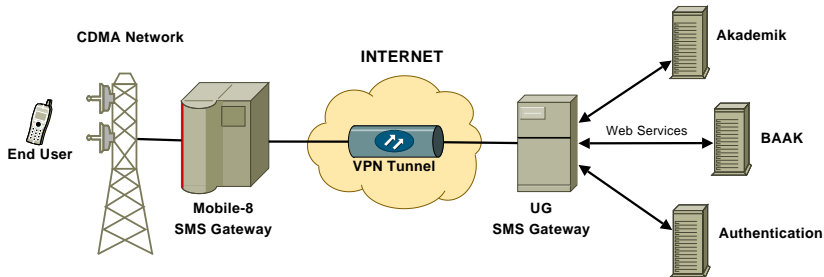 CDMA Network
End User
Mobile-8
SMS Gateway
INTERNET
VPN Tunnel
UG
SMS Gateway
Web Services
Akademik
BAAK
Authentication